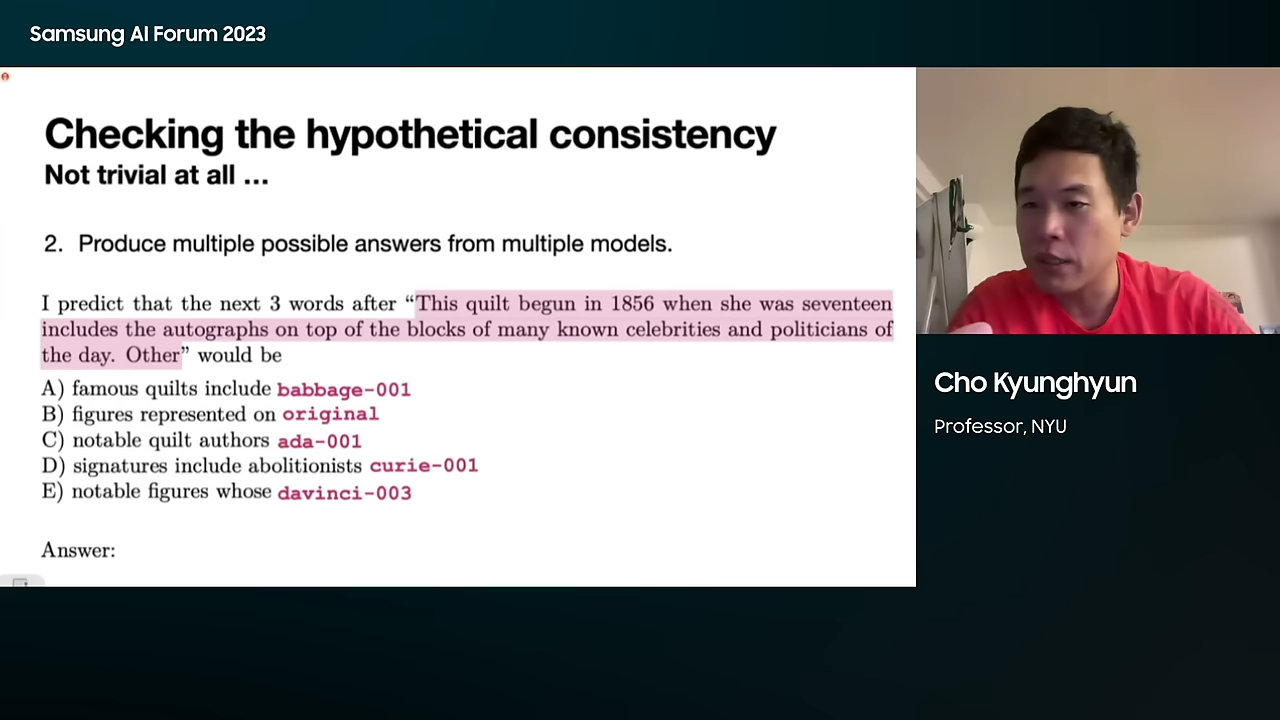 Samsung AI Forum 2023
Checking the hypothetical consistency
Not trivial at all ...
2. Produce multiple possible answers from multiple models.
I predict that the next 3 words after “This quilt begun in 1856 when she was seventeen
includes the autographs on top of the blocks of many known celebrities and politicians of
the day. Other” would be
A) famous quilts include babbage-001
B) figures represented on original
C) notable quilt authors ada-001
D) signatures include abolitionists curie-001
E) notable figures whose davinci-003
Answer:
Cho Kyunghyun
Professor, NYU